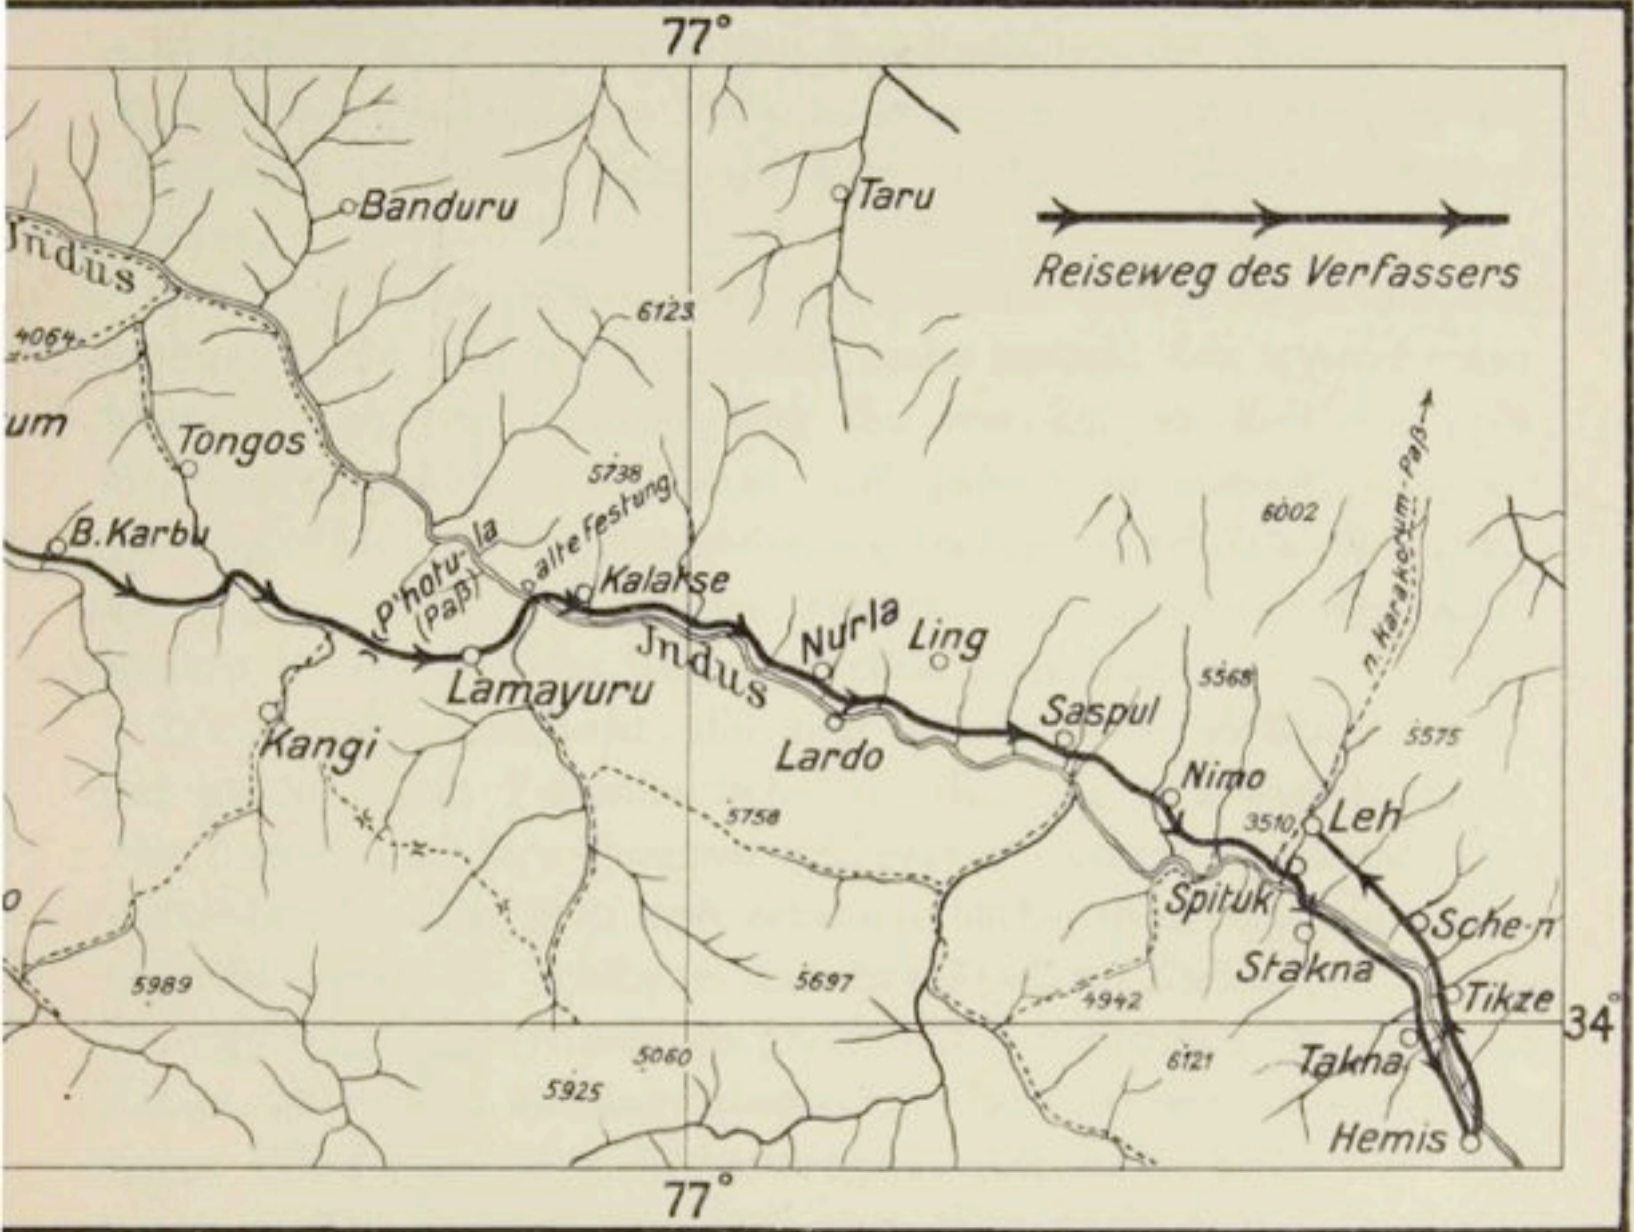 77°
Banduru
Taru
Jndus
Reiseweg des Verfassers
6123
4064
um
Tongos
5738
alte Festung
6002
n. Karakorum-Paß
B.Karbu
P'hotu-la
(Paß)
Kalatse
Nurla
Ling
Jndus
Lamayuru
5568
Saspul
Kangi
Lardo
5575
Nimo
5758
3510
Leh
o
Spituk
Sche-n
Stakna
5989
5697
4942
Tikze
34°
5060
6121
Takna
5925
Hemis
77°